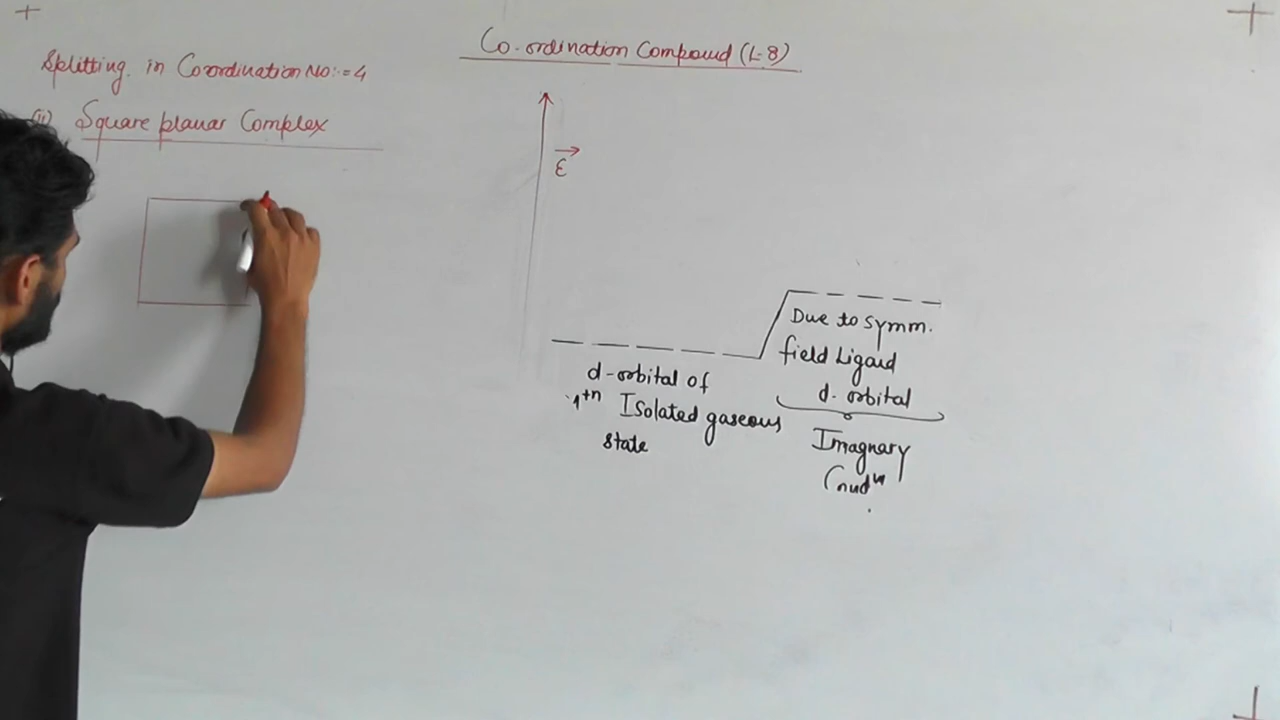 Co-ordination Compound (L-8)
Splitting in Coordination No:=4
(ii) Square planar Complex
ε
Due to Symm.
field Ligand
d-orbital
d-orbital of
Isolated gaseous
state
Imagnary